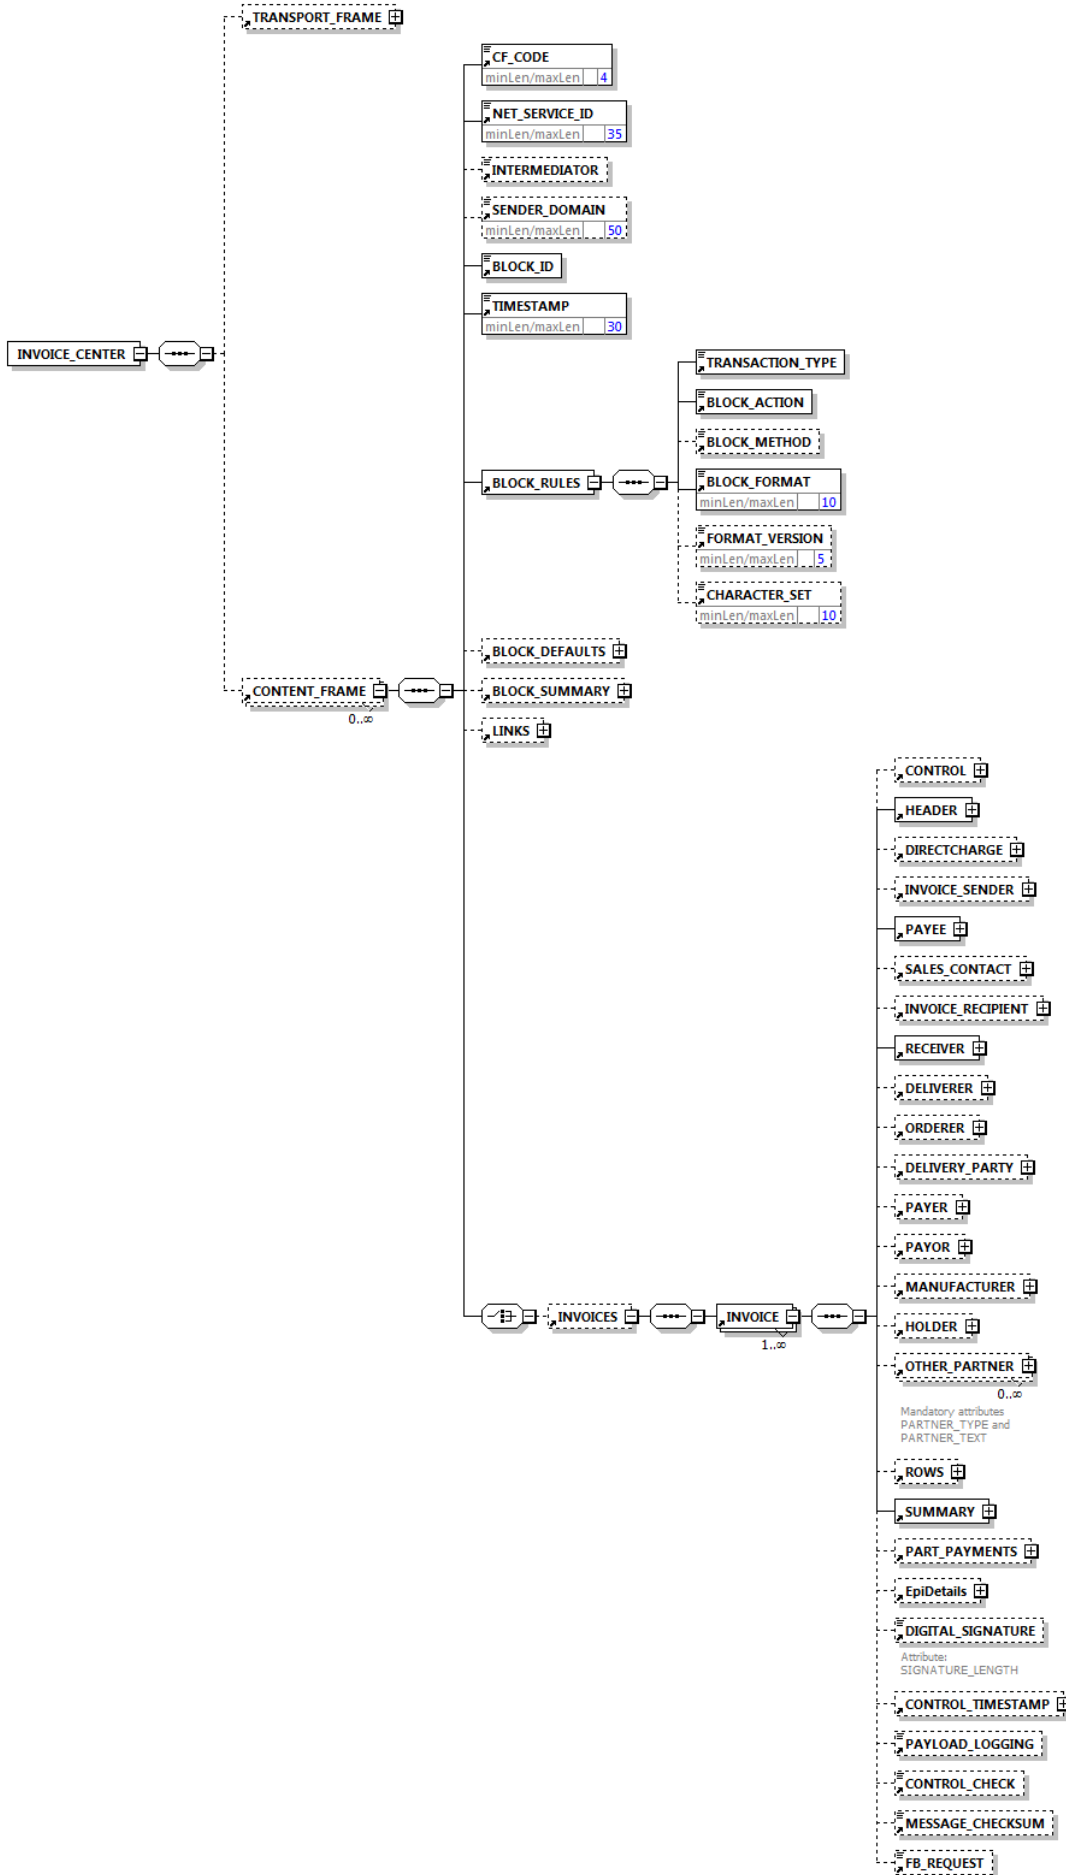 TRANSPORT_FRAME
CF_CODE
minLen/maxLen 4
NET_SERVICE_ID
minLen/maxLen 35
INTERMEDIATOR
SENDER_DOMAIN
minLen/maxLen 50
BLOCK_ID
TIMESTAMP
minLen/maxLen 30
INVOICE_CENTER
TRANSACTION_TYPE
BLOCK_ACTION
BLOCK_METHOD
BLOCK_RULES
BLOCK_FORMAT
minLen/maxLen 10
FORMAT_VERSION
minLen/maxLen 5
CHARACTER_SET
minLen/maxLen 10
BLOCK_DEFAULTS
CONTENT_FRAME
0..∞
BLOCK_SUMMARY
LINKS
CONTROL
HEADER
DIRECTCHARGE
INVOICE_SENDER
PAYEE
SALES_CONTACT
INVOICE_RECIPIENT
RECEIVER
DELIVERER
ORDERER
DELIVERY_PARTY
PAYER
PAYOR
MANUFACTURER
INVOICES
INVOICE
1..∞
HOLDER
OTHER_PARTNER
0..∞
Mandatory attributes
PARTNER_TYPE and
PARTNER_TEXT
ROWS
SUMMARY
PART_PAYMENTS
EpiDetails
DIGITAL_SIGNATURE
Attribute:
SIGNATURE_LENGTH
CONTROL_TIMESTAMP
PAYLOAD_LOGGING
CONTROL_CHECK
MESSAGE_CHECKSUM
FB_REQUEST